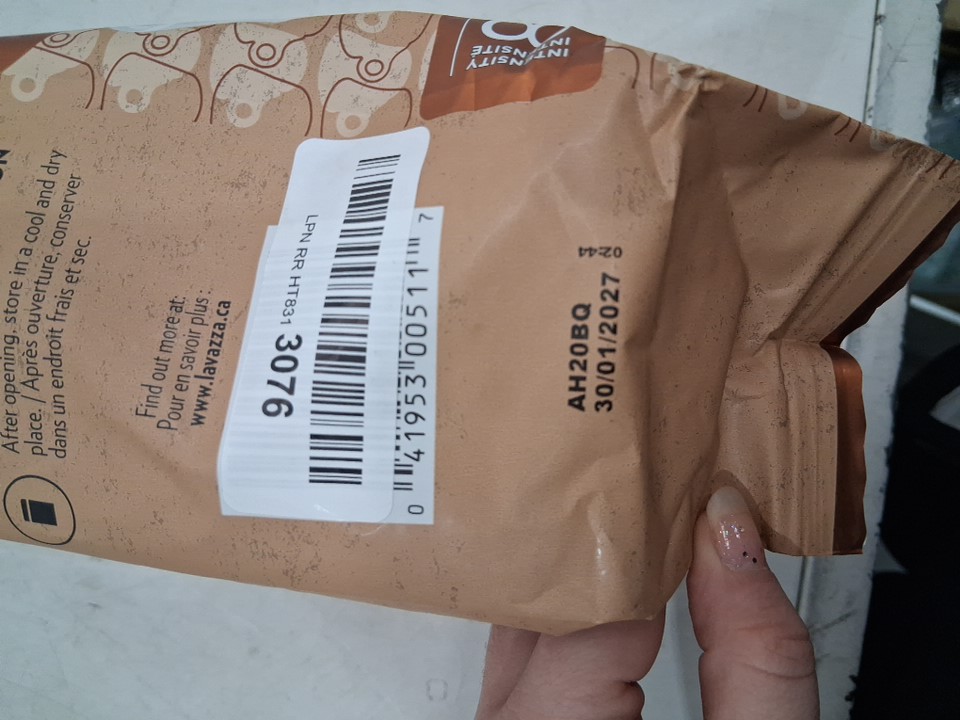 8
INTENSITY
INTENSITÉ
ON
After opening, store in a cool and dry
place. / Après ouverture, conserver
dans un endroit frais et sec.
Find out more at:
Pour en savoir plus :
www.lavazza.ca
LPN RR HT831 3076
0 41953 00511 7
AH20BQ
30/01/2027 02:44